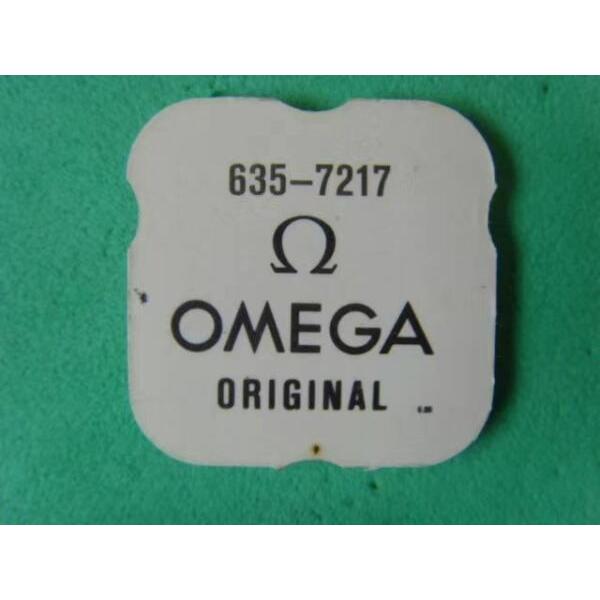 635-7217
Ω
OMEGA
ORIGINAL